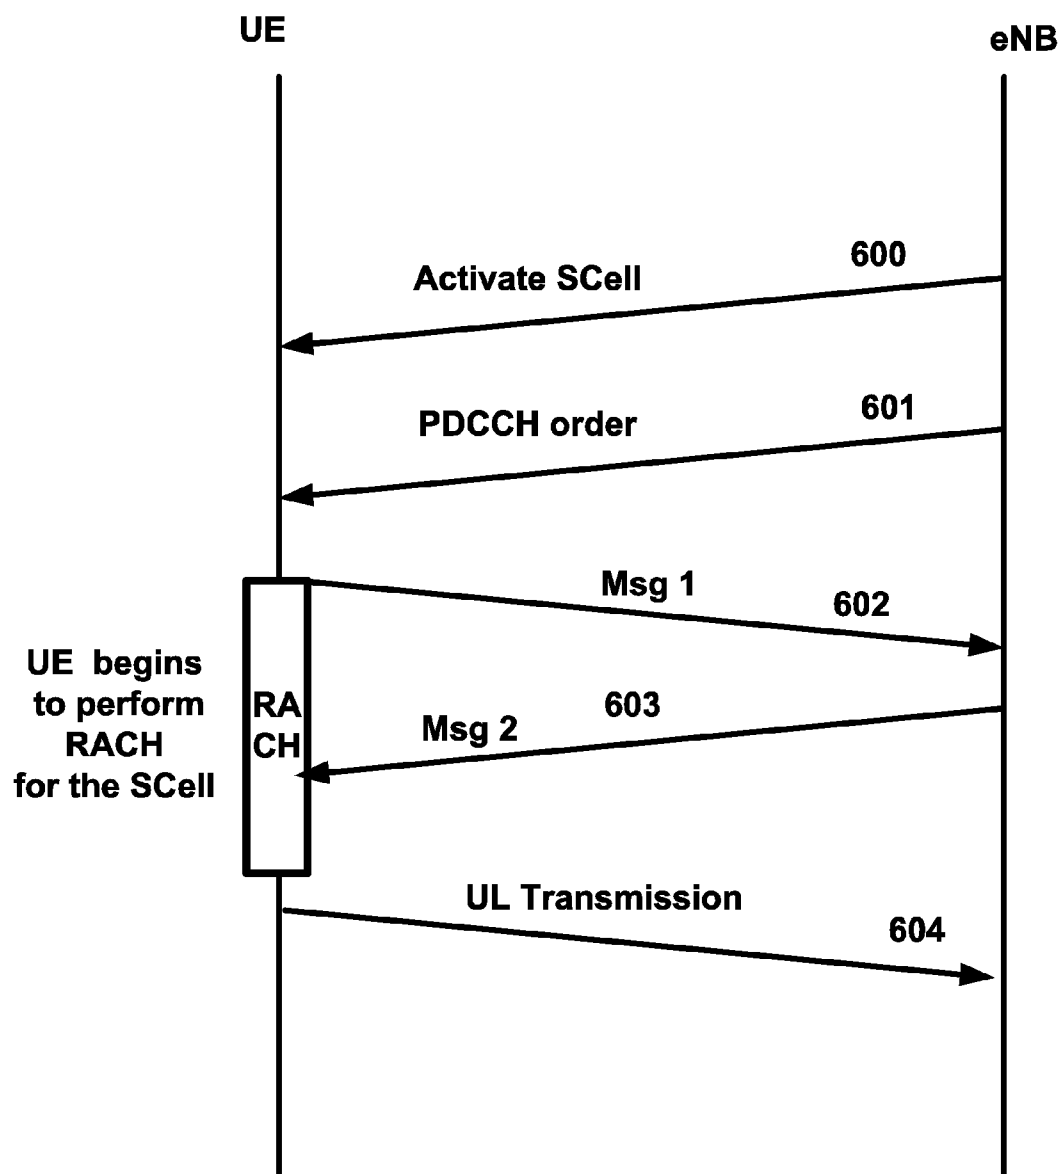 UE
eNB
600
Activate SCell
601
PDCCH order
Msg 1
602
UE begins
to perform
RACH
for the SCell
RA
CH
603
Msg 2
UL Transmission
604